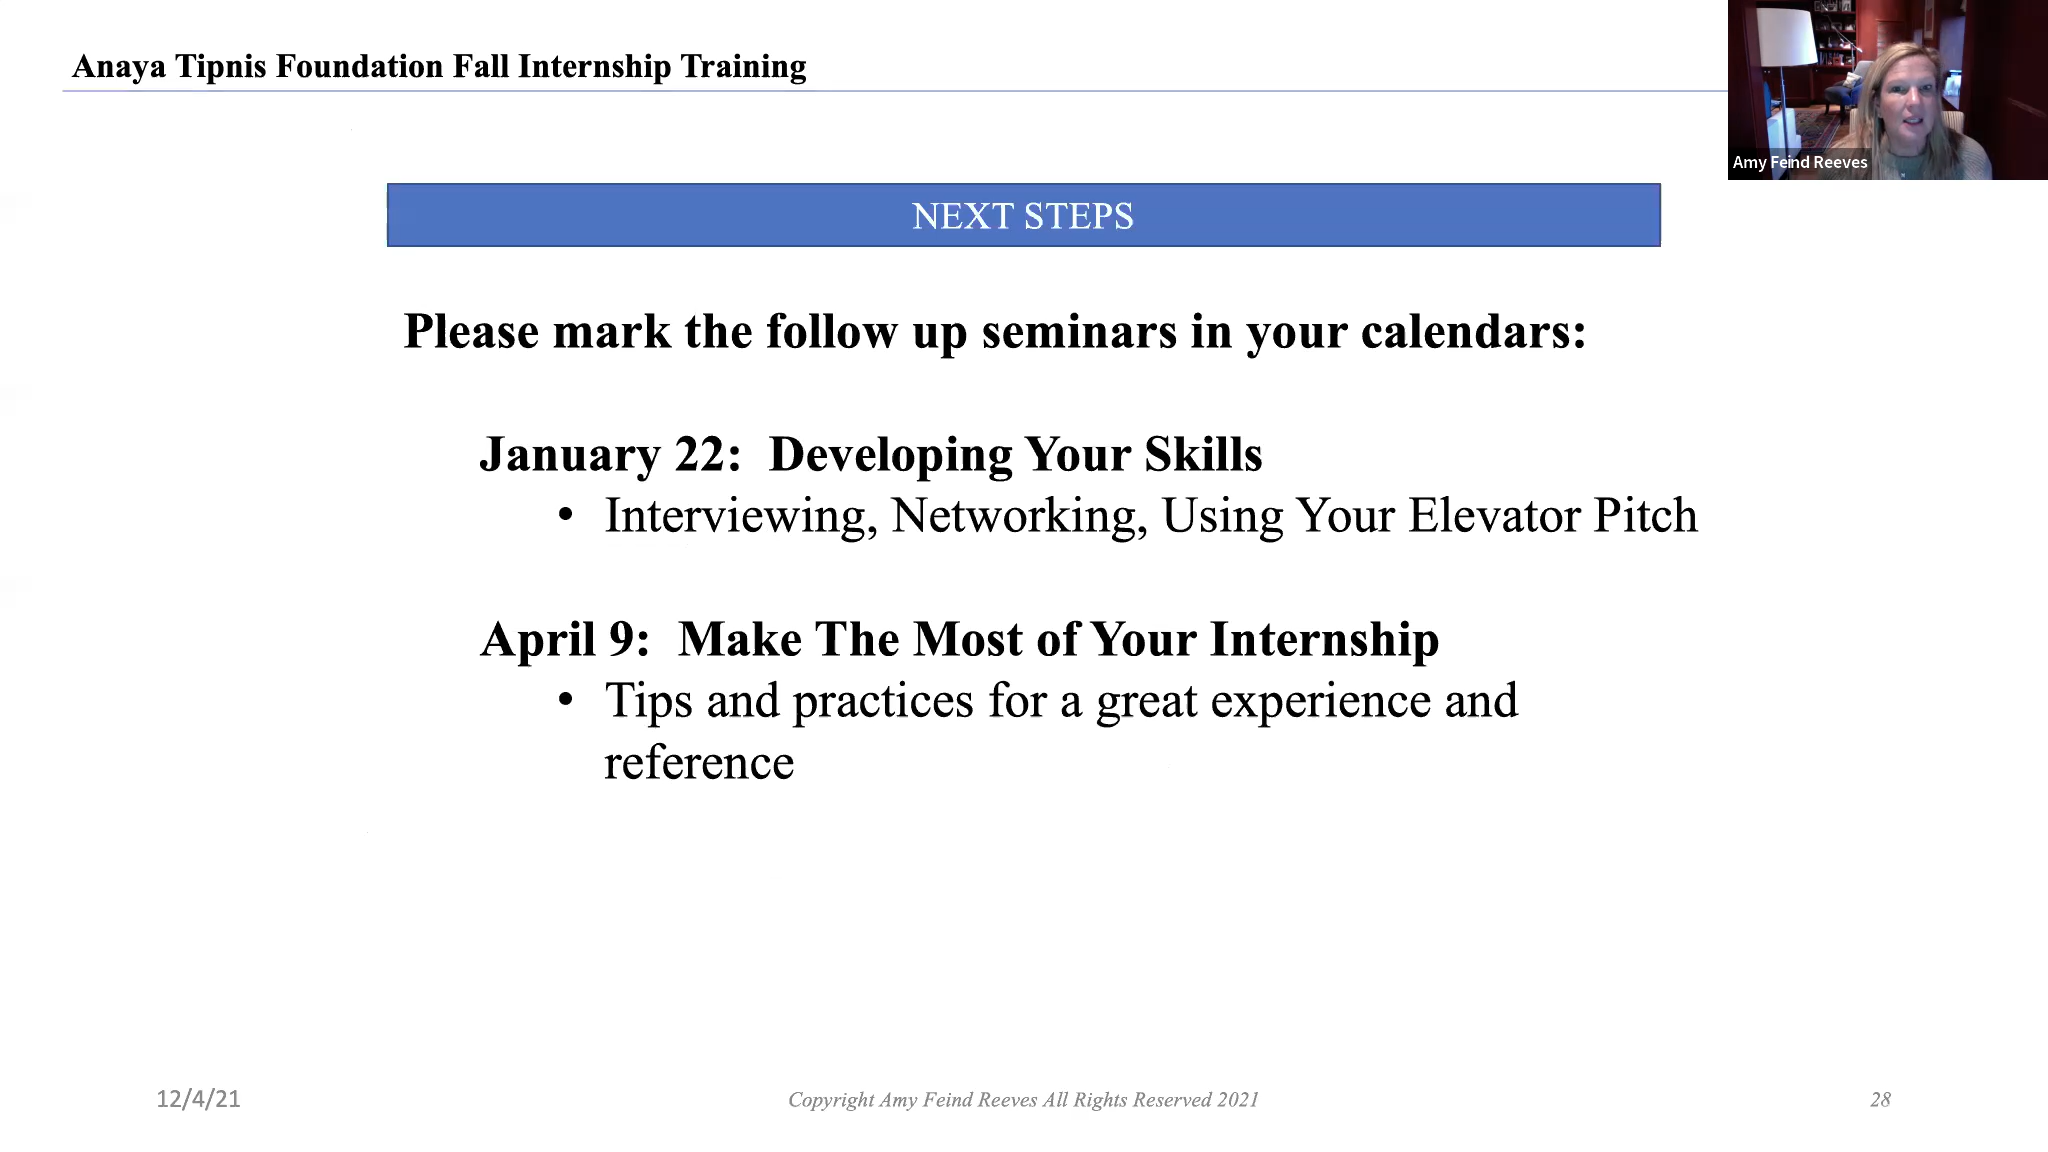 Anaya Tipnis Foundation Fall Internship Training
Amy Feind Reeves
NEXT STEPS
Please mark the follow up seminars in your calendars:
January 22:  Developing Your Skills
• Interviewing, Networking, Using Your Elevator Pitch
April 9:  Make The Most of Your Internship
• Tips and practices for a great experience and
reference
12/4/21
Copyright Amy Feind Reeves All Rights Reserved 2021
28